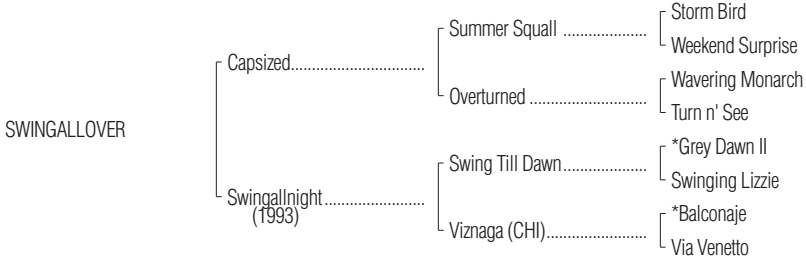 Storm Bird
Summer Squall ....................
Weekend Surprise
Capsized................................
Wavering Monarch
Overturned ............................
Turn n' See
SWINGALLOVER
*Grey Dawn II
Swing Till Dawn....................
Swinging Lizzie
Swingallnight........................
(1993)
*Balconaje
Viznaga (CHI)........................
Via Venetto